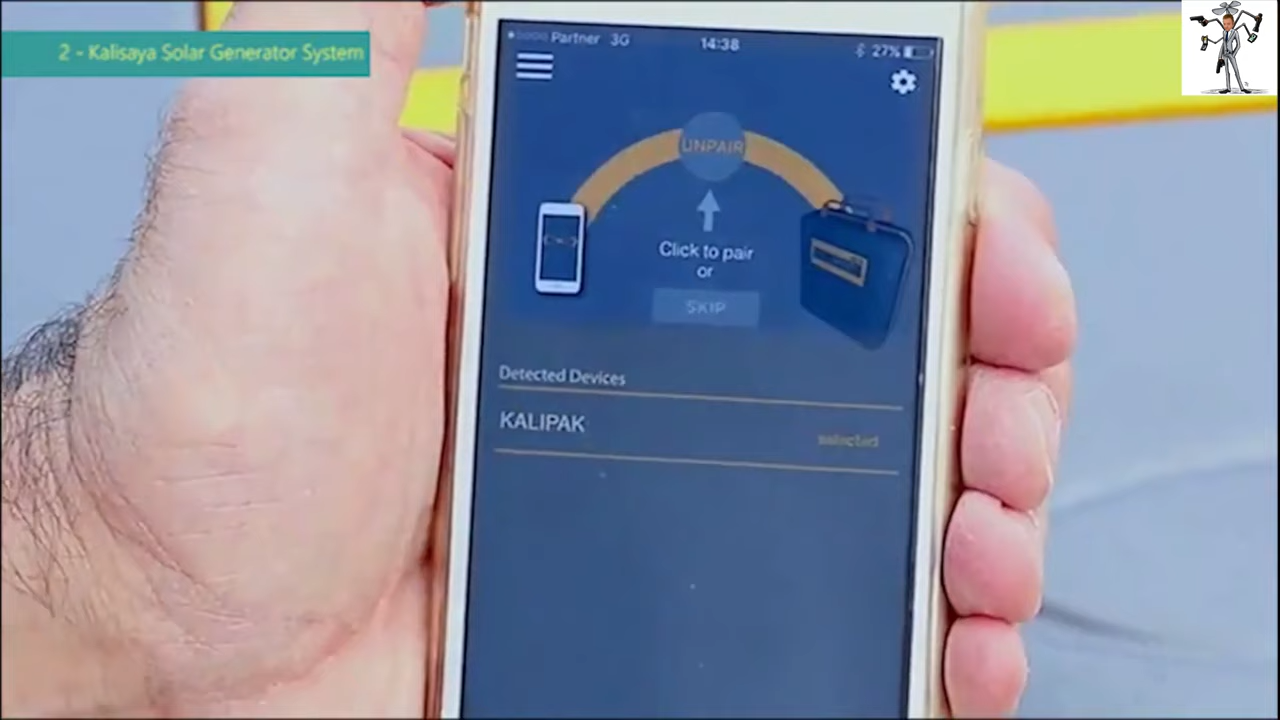 2 - Kalisaya Solar Generator System
Partner 3G 14:38 27%
UNPAIR
Click to pair
or
SKIP
Detected Devices
KALIPAK
selected